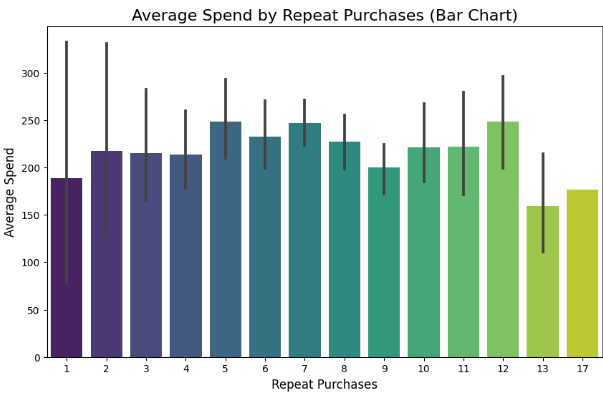 Average Spend by Repeat Purchases (Bar Chart)
300
250
200
150
100
50
0
Average Spend
1 2 3 4 5 6 7 8 9 10 11 12 13 17
Repeat Purchases